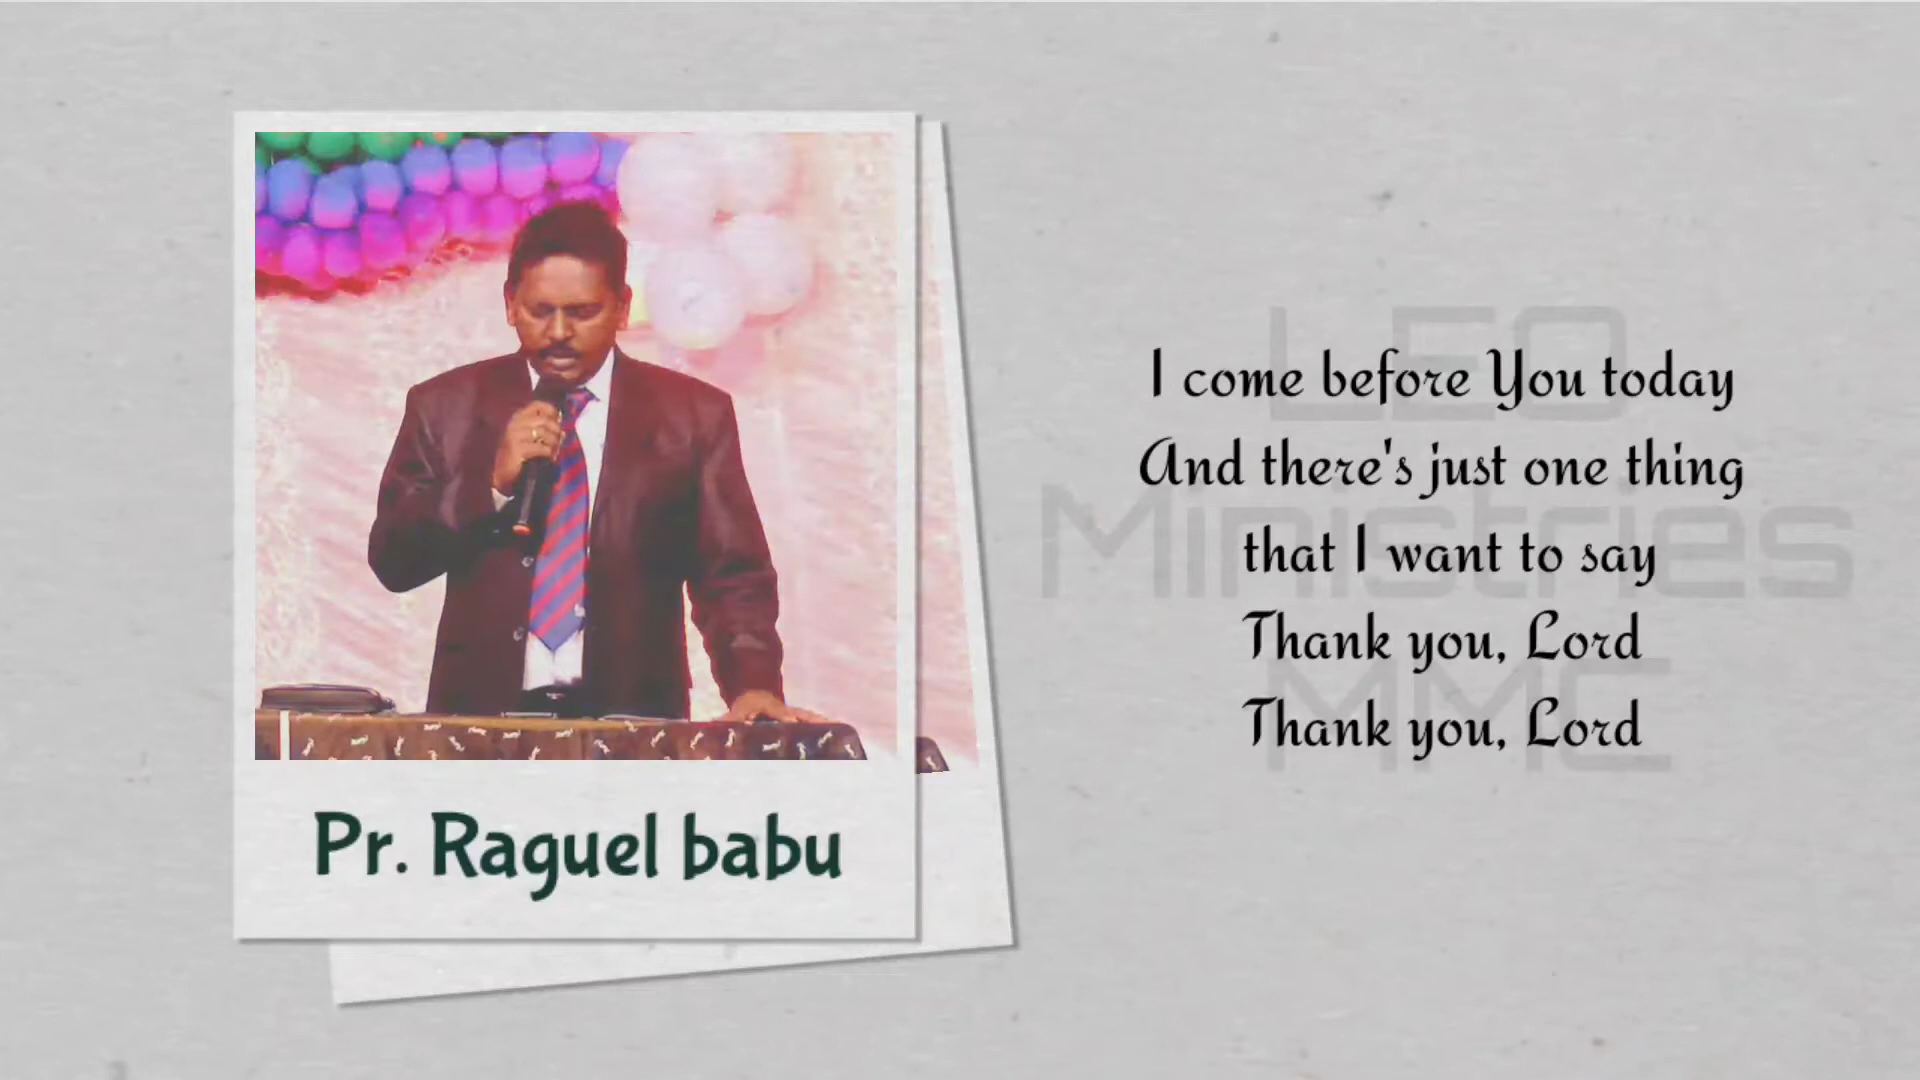 Pr. Raguel babu
I come before You today
And there's just one thing
that I want to say
Thank you, Lord
Thank you, Lord
LEO
Ministries
MMC